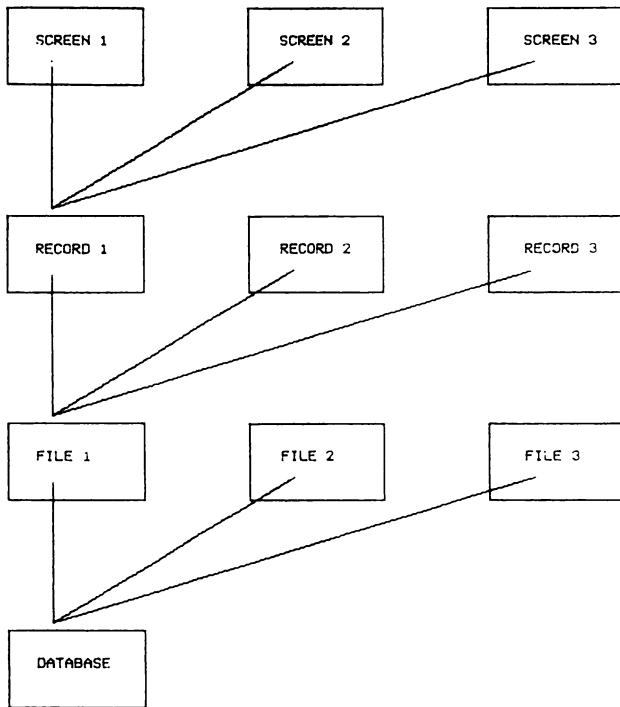 SCREEN 1
SCREEN 2
SCREEN 3
RECORD 1
RECORD 2
RECORD 3
FILE 1
FILE 2
FILE 3
DATABASE